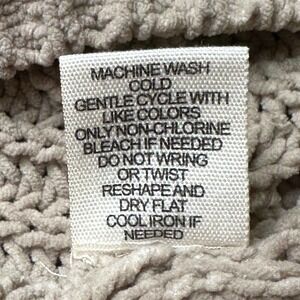 MACHINE WASH
COLD
GENTLE CYCLE WITH
LIKE COLORS
ONLY NON-CHLORINE
BLEACH IF NEEDED
DO NOT WRING
OR TWIST
RESHAPE AND
DRY FLAT
COOL IRON IF
NEEDED